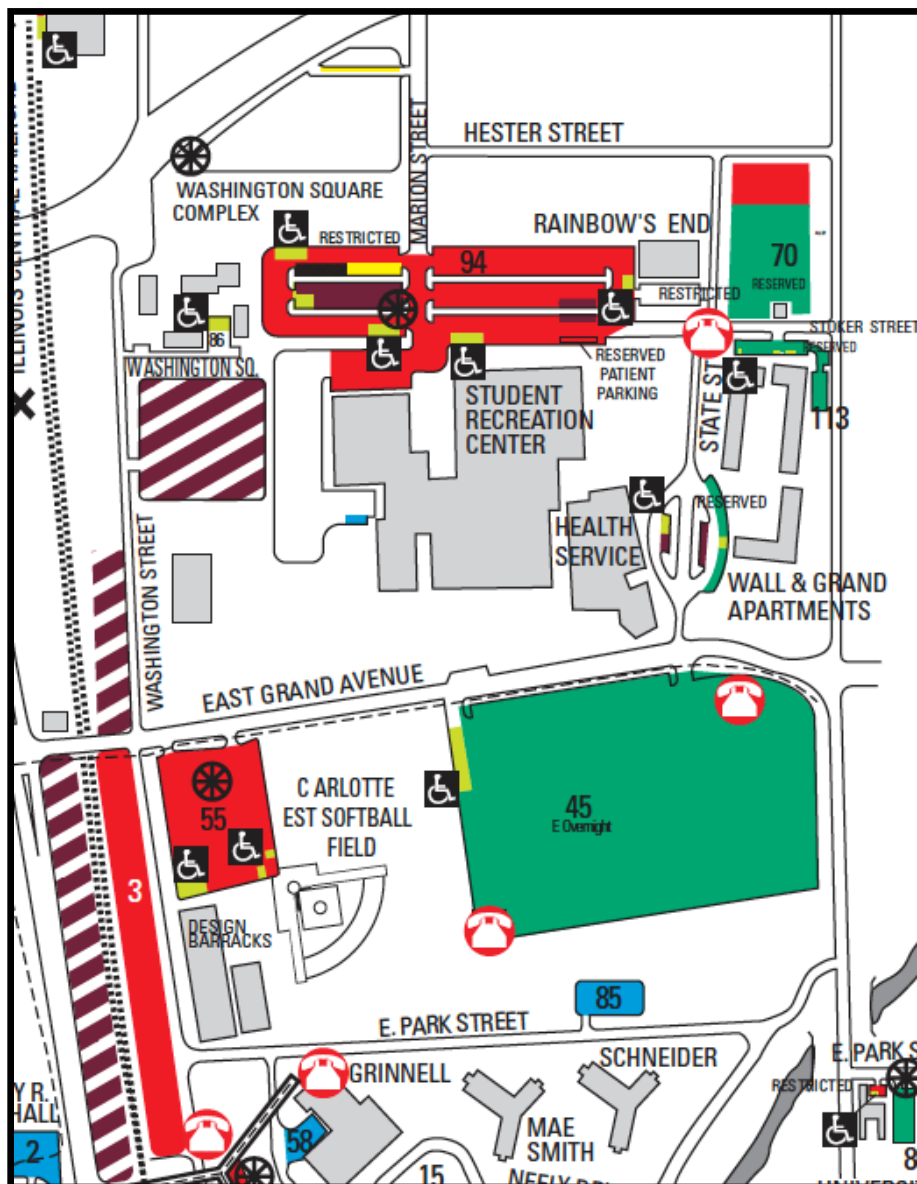 ILLINOIS CENTRAL RAILROAD
HESTER STREET
MARION STREET
WASHINGTON SQUARE
COMPLEX
RESTRICTED
RAINBOW'S END
94
70
RESERVED
RESTRICTED
86
WASHINGTON SQ.
STOKER STREET
RESERVED
RESERVED
PATIENT
PARKING
STATE ST
113
STUDENT
RECREATION
CENTER
RESERVED
HEALTH
SERVICE
WASHINGTON STREET
WALL & GRAND
APARTMENTS
EAST GRAND AVENUE
C ARLOTTE
EST SOFTBALL
FIELD
45
E Overnight
55
3
DESIGN
BARRACKS
85
E. PARK STREET
E. PARK S
GRINNELL
SCHNEIDER
RESTRICTED
Y R.
HALL
2
58
MAE
SMITH
15
NEELY DR
8
UNIVERSI